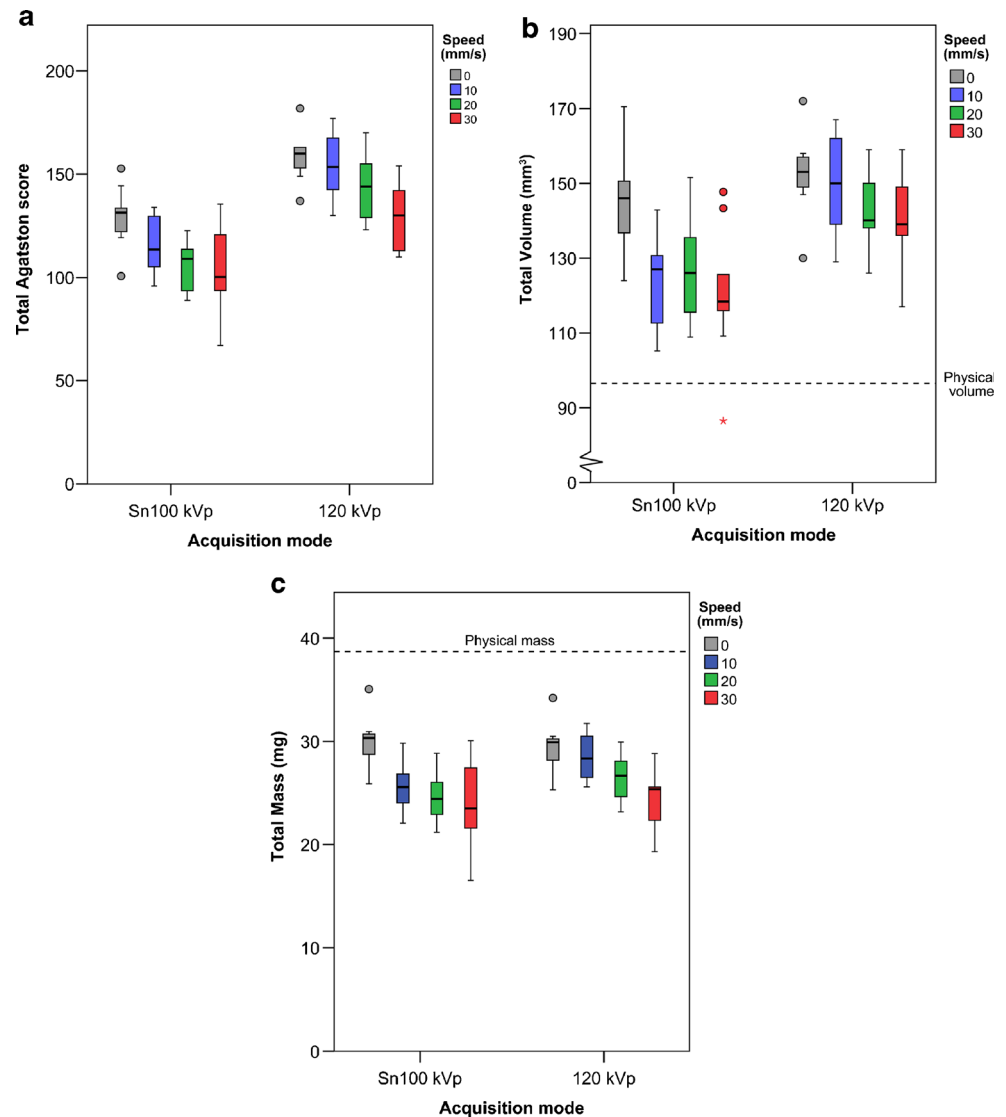 a
Speed
(mm/s)
0
10
20
30
200
150
100
50
0
Total Agatston score
Sn100 kVp
120 kVp
Acquisition mode
b
Speed
(mm/s)
0
10
20
30
190
170
150
130
110
90
0
Total Volume (mm³)
Physical
volume
Sn100 kVp
120 kVp
Acquisition mode
c
Speed
(mm/s)
0
10
20
30
40
30
20
10
0
Total Mass (mg)
Physical mass
Sn100 kVp
120 kVp
Acquisition mode